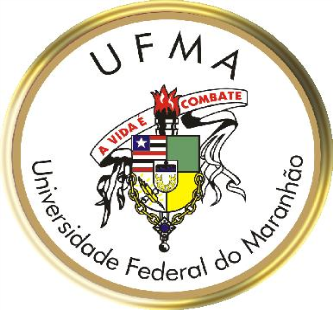 UFMA
A VIDA É COMBATE
Universidade Federal do Maranhão